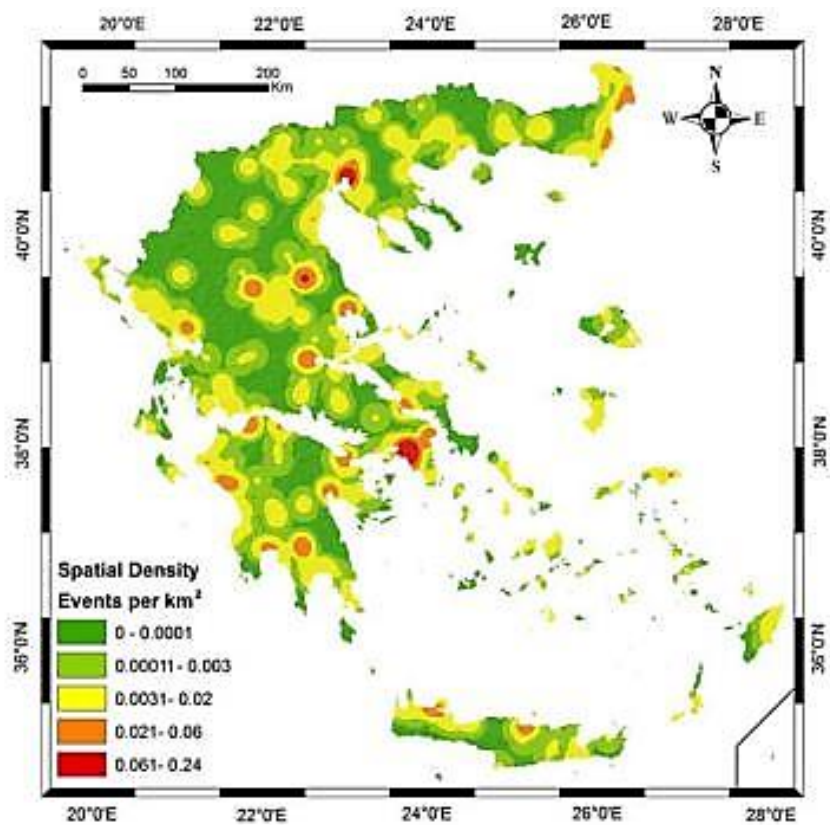 20°0'E 22°0'E 24°0'E 26°0'E 28°0'E
0 50 100 200
Km
N
W E
S
40°0'N 40°0'N
38°0'N 38°0'N
36°0'N 36°0'N
Spatial Density
Events per km²
0 - 0.0001
0.00011 - 0.003
0.0031- 0.02
0.021- 0.06
0.061- 0.24
20°0'E 22°0'E 24°0'E 26°0'E 28°0'E